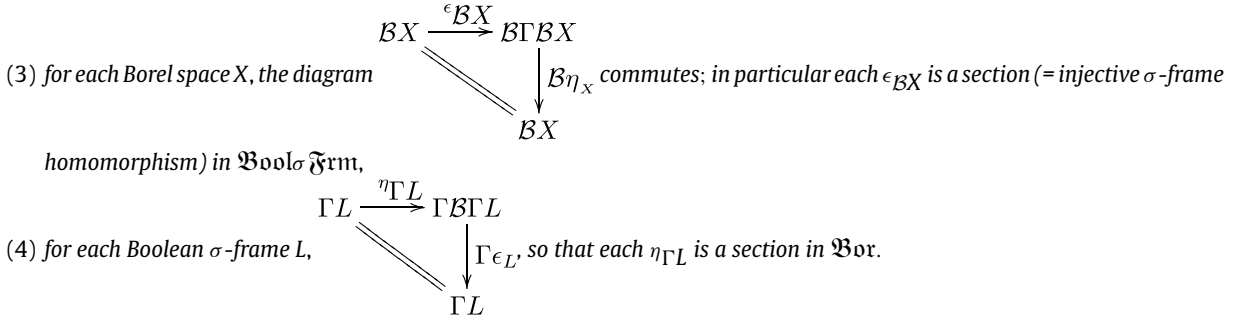 ϵ_ℬX
ℬX ℬΓℬX
(3) for each Borel space X, the diagram ℬη_X commutes; in particular each ϵ_ℬX is a section (= injective σ-frame
ℬX
homomorphism) in 𝔅𝔬𝔬𝔩σ𝔉𝔯𝔪,
η_ΓL
ΓL ΓℬΓL
(4) for each Boolean σ-frame L, Γϵ_L, so that each η_ΓL is a section in 𝔅𝔬𝔯.
ΓL